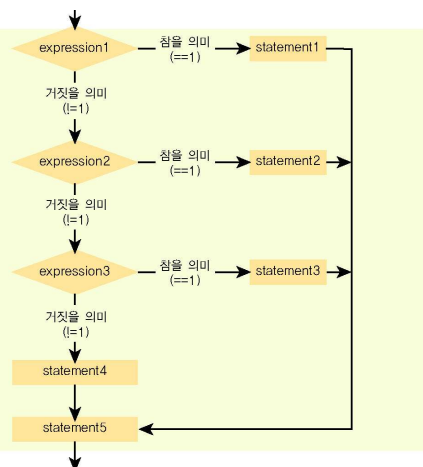 expression1
참을 의미
(==1)
statement1
거짓을 의미
(!=1)
expression2
참을 의미
(==1)
statement2
거짓을 의미
(!=1)
expression3
참을 의미
(==1)
statement3
거짓을 의미
(!=1)
statement4
statement5